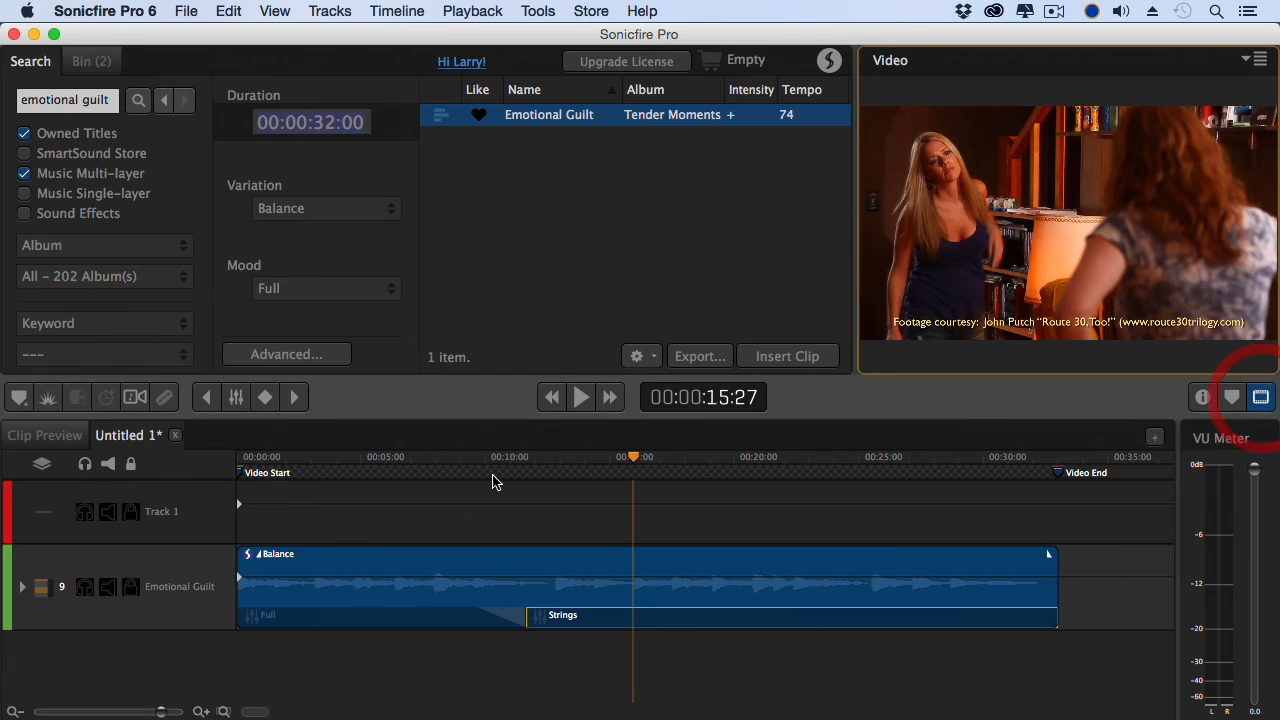 Sonicfire Pro 6 File Edit View Tracks Timeline Playback Tools Store Help
Sonicfire Pro
Search Bin (2) Hi Larry! Upgrade License Empty
emotional guilt
Owned Titles
SmartSound Store
Music Multi-layer
Music Single-layer
Sound Effects
Album
All - 202 Album(s)
Keyword
---
Duration
00:00:32:00
Variation
Balance
Mood
Full
Advanced...
Like Name Album Intensity Tempo
Emotional Guilt Tender Moments + 74
1 item. Export... Insert Clip
Video
Footage courtesy: John Putch "Route 30,Too!" (www.route30trilogy.com)
00:00:15:27
Clip Preview Untitled 1* x +
00:00:00 00:05:00 00:10:00 00:20:00 00:25:00 00:30:00 00:35:00
Video Start Video End
Track 1
Balance
9 Emotional Guilt
Full Strings
VU Meter
0dB
-6
-12
-20
-30
-40
-60
L R 0.0